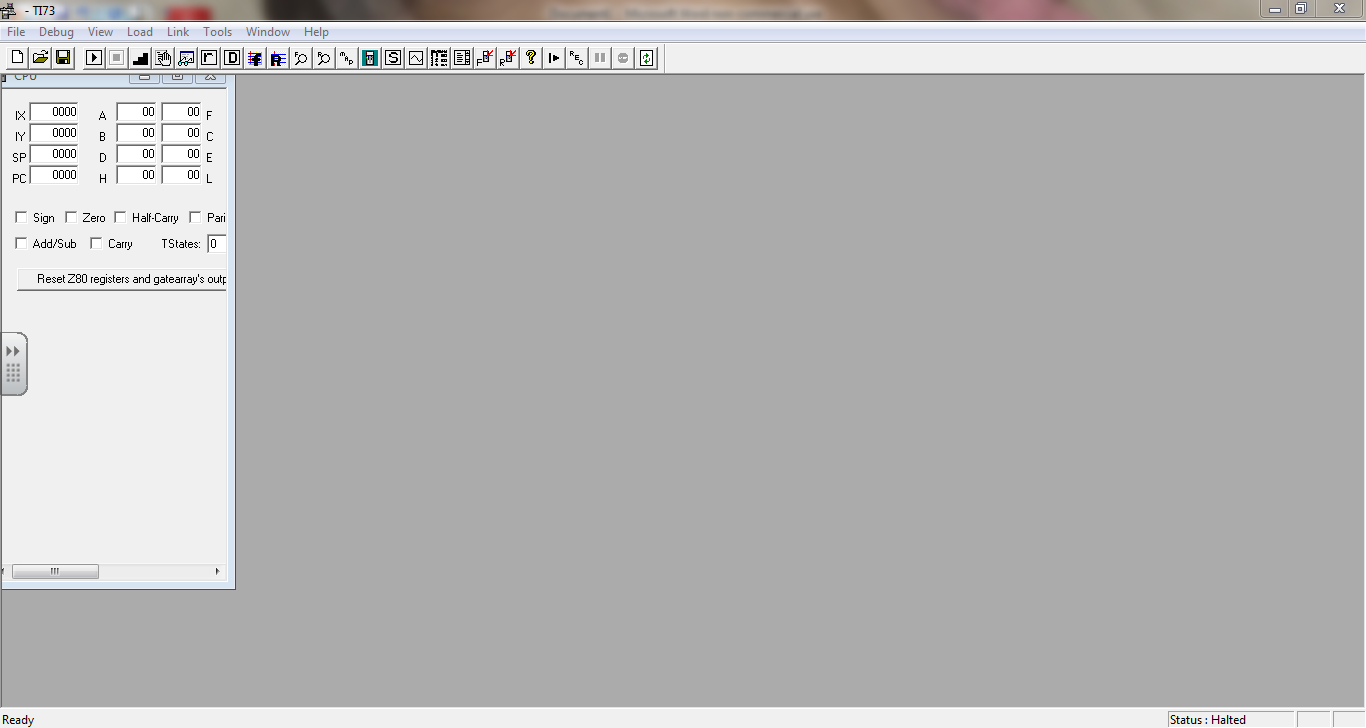 - TI73
File Debug View Load Link Tools Window Help
CPU
IX 0000 A 00 00 F
IY 0000 B 00 00 C
SP 0000 D 00 00 E
PC 0000 H 00 00 L
Sign Zero Half-Carry Pari
Add/Sub Carry TStates: 0
Reset Z80 registers and gatearray's outp
Ready Status : Halted